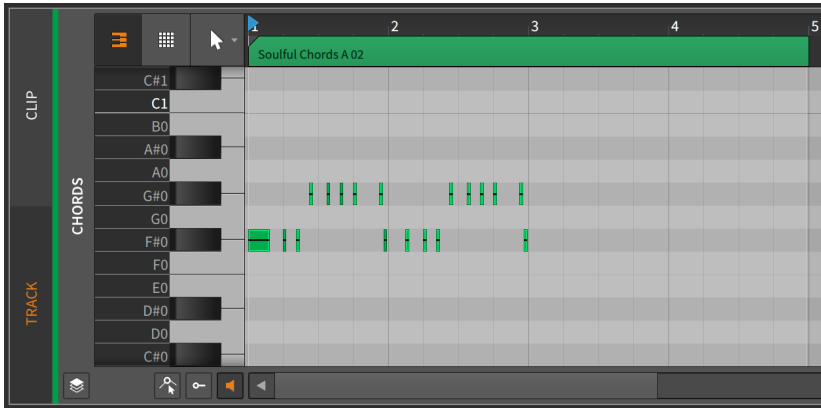 1 2 3 4 5
Soulful Chords A 02
CLIP
TRACK
CHORDS
C#1
C1
B0
A#0
A0
G#0
G0
F#0
F0
E0
D#0
D0
C#0